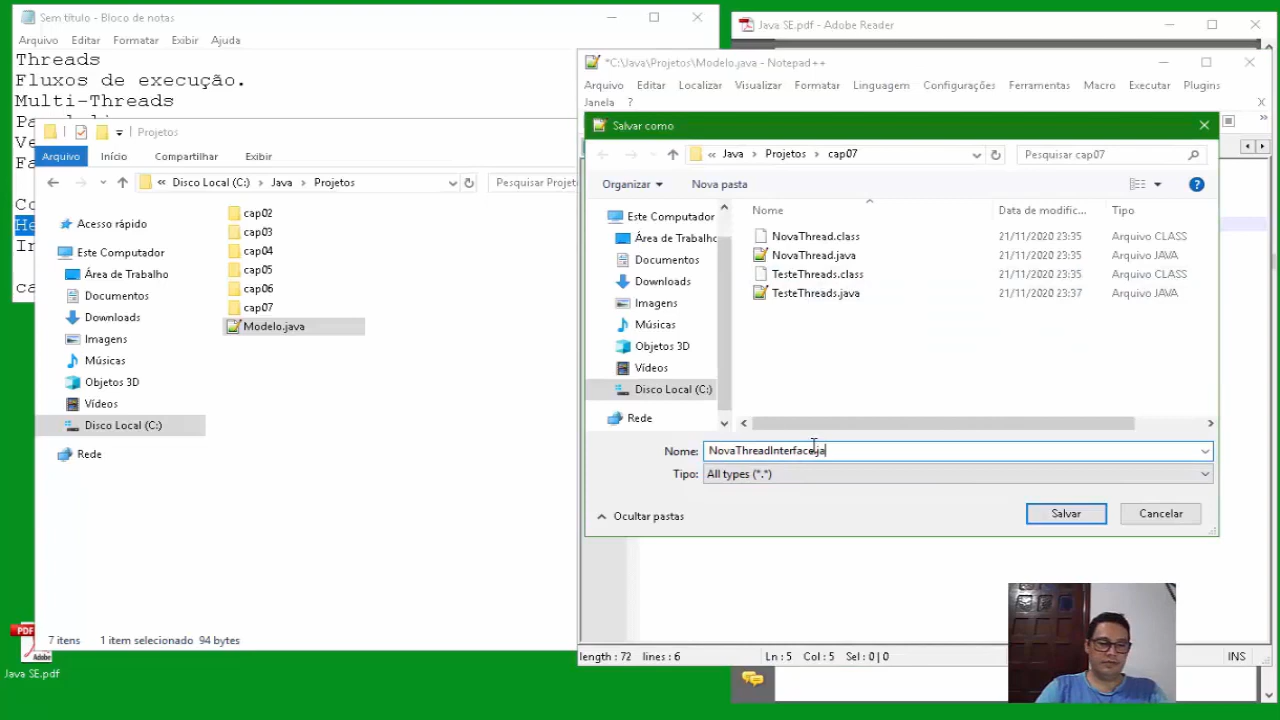 Sem título - Bloco de notas
Arquivo Editar Formatar Exibir Ajuda
Threads
Fluxos de execução.
Multi-Threads
Projetos
Arquivo Início Compartilhar Exibir
« Disco Local (C:) > Java > Projetos
Pesquisar Projet
Acesso rápido
Este Computador
Área de Trabalho
Documentos
Downloads
Imagens
Músicas
Objetos 3D
Vídeos
Disco Local (C:)
Rede
cap02
cap03
cap04
cap05
cap06
cap07
Modelo.java
7 itens 1 item selecionado 94 bytes
PDF
Adobe
Java SE.pdf
Java SE.pdf - Adobe Reader
*C:\Java\Projetos\Modelo.java - Notepad++
Arquivo Editar Localizar Visualizar Formatar Linguagem Configurações Ferramentas Macro Executar Plugins
Janela ? X
Salvar como
« Java > Projetos > cap07
Pesquisar cap07
Organizar Nova pasta
Este Computador
Área de Trabalho
Documentos
Downloads
Imagens
Músicas
Objetos 3D
Vídeos
Disco Local (C:)
Rede
Nome Data de modific... Tipo
NovaThread.class 21/11/2020 23:35 Arquivo CLASS
NovaThread.java 21/11/2020 23:35 Arquivo JAVA
TesteThreads.class 21/11/2020 23:35 Arquivo CLASS
TesteThreads.java 21/11/2020 23:37 Arquivo JAVA
Nome: NovaThreadInterface.ja
Tipo: All types (*.*)
Ocultar pastas
Salvar Cancelar
length : 72 lines : 6 Ln : 5 Col : 5 Sel : 0 | 0 INS